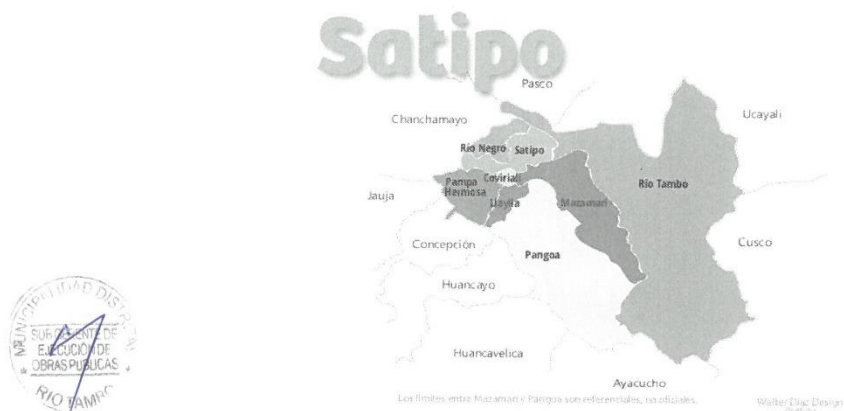 Satipo
Pasco
Ucayali
Chanchamayo
Río Negro
Satipo
Coviriali
Pampa Hermosa
Río Tambo
Jauja
Llaylla
Mazamari
Concepción
Cusco
Pangoa
Huancayo
Huancavelica
Ayacucho
Los límites entre Mazamari y Pangoa son referenciales, no oficiales.
Walter Díaz Design
MUNICIPALIDAD DISTRITAL
SUB GERENTE DE
EJECUCIÓN DE
OBRAS PÚBLICAS
RIO TAMBO